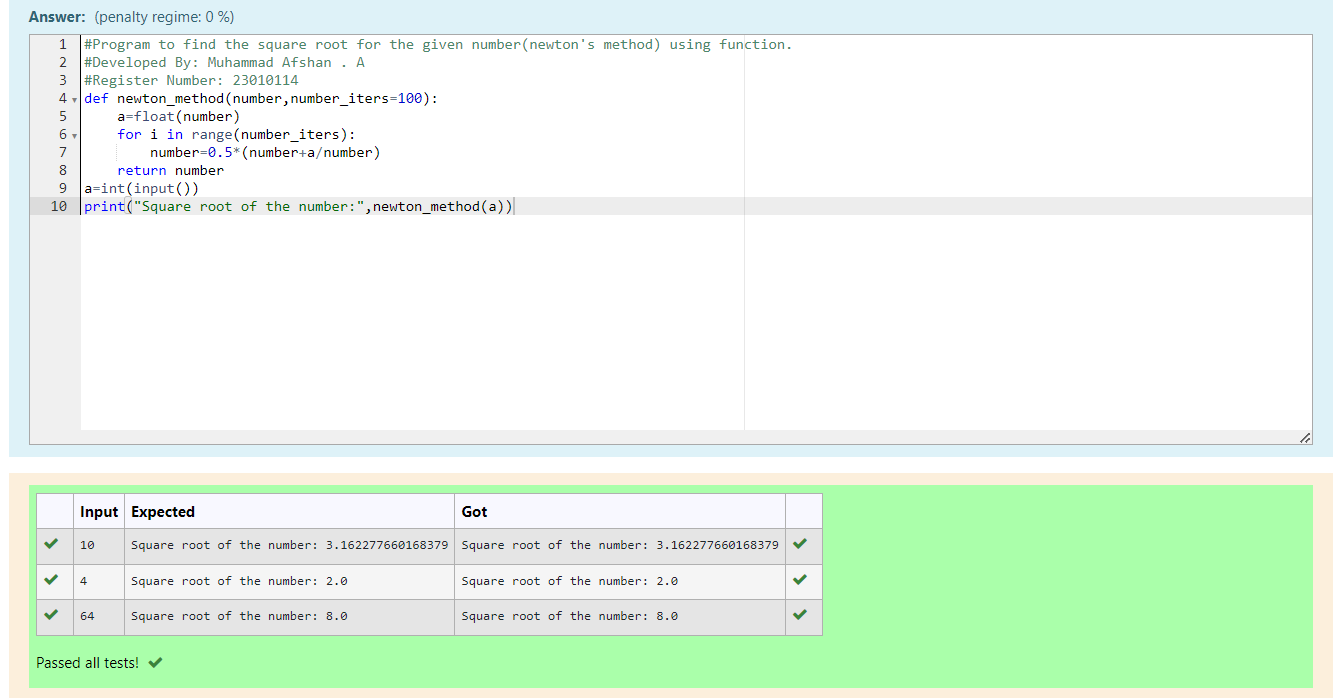 Answer: (penalty regime: 0 %)
1 #Program to find the square root for the given number(newton's method) using function.
2 #Developed By: Muhammad Afshan . A
3 #Register Number: 23010114
4 def newton_method(number,number_iters=100):
5     a=float(number)
6     for i in range(number_iters):
7         number=0.5*(number+a/number)
8     return number
9 a=int(input())
10 print("Square root of the number:",newton_method(a))
Input Expected Got
10 Square root of the number: 3.162277660168379 Square root of the number: 3.162277660168379
4 Square root of the number: 2.0 Square root of the number: 2.0
64 Square root of the number: 8.0 Square root of the number: 8.0
Passed all tests!